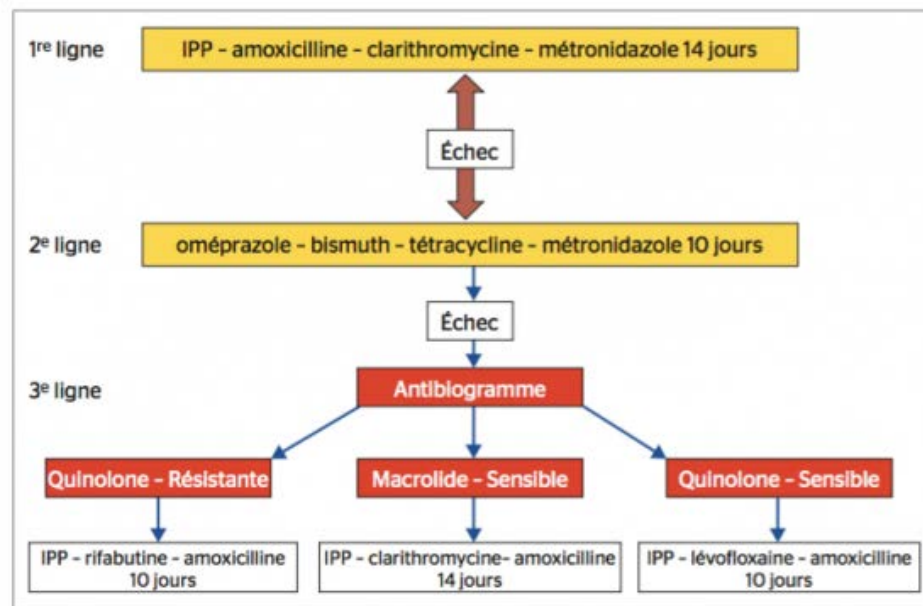 1re ligne
IPP - amoxicilline - clarithromycine - métronidazole 14 jours
Échec
2e ligne
oméprazole - bismuth - tétracycline - métronidazole 10 jours
Échec
3e ligne
Antibiogramme
Quinolone - Résistante
Macrolide - Sensible
Quinolone - Sensible
IPP - rifabutine - amoxicilline
10 jours
IPP - clarithromycine- amoxicilline
14 jours
IPP - lévofloxaine - amoxicilline
10 jours